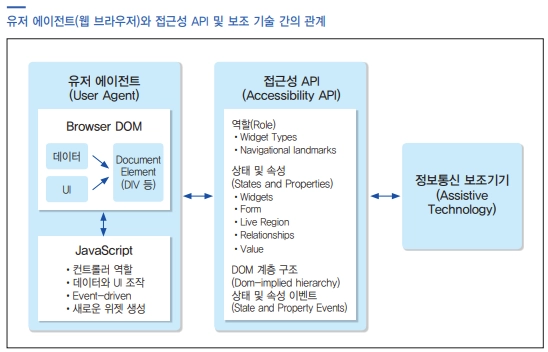 유저 에이전트(웹 브라우저)와 접근성 API 및 보조 기술 간의 관계
유저 에이전트
(User Agent)
Browser DOM
데이터
UI
Document
Element
(DIV 등)
JavaScript
• 컨트롤러 역할
• 데이터와 UI 조작
• Event-driven
• 새로운 위젯 생성
접근성 API
(Accessibility API)
역할(Role)
• Widget Types
• Navigational landmarks
상태 및 속성
(States and Properties)
• Widgets
• Form
• Live Region
• Relationships
• Value
DOM 계층 구조
(Dom-implied hierarchy)
상태 및 속성 이벤트
(State and Property Events)
정보통신 보조기기
(Assistive
Technology)